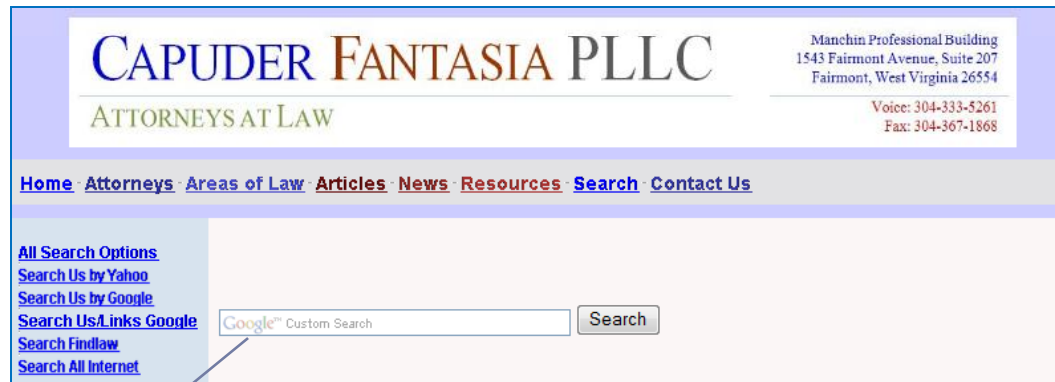 CAPUDER FANTASIA PLLC
ATTORNEYS AT LAW
Manchin Professional Building
1543 Fairmont Avenue, Suite 207
Fairmont, West Virginia 26554
Voice: 304-333-5261
Fax: 304-367-1868
Home · Attorneys · Areas of Law · Articles · News · Resources · Search · Contact Us
All Search Options
Search Us by Yahoo
Search Us by Google
Search Us/Links Google
Search Findlaw
Search All Internet
Google™ Custom Search
Search